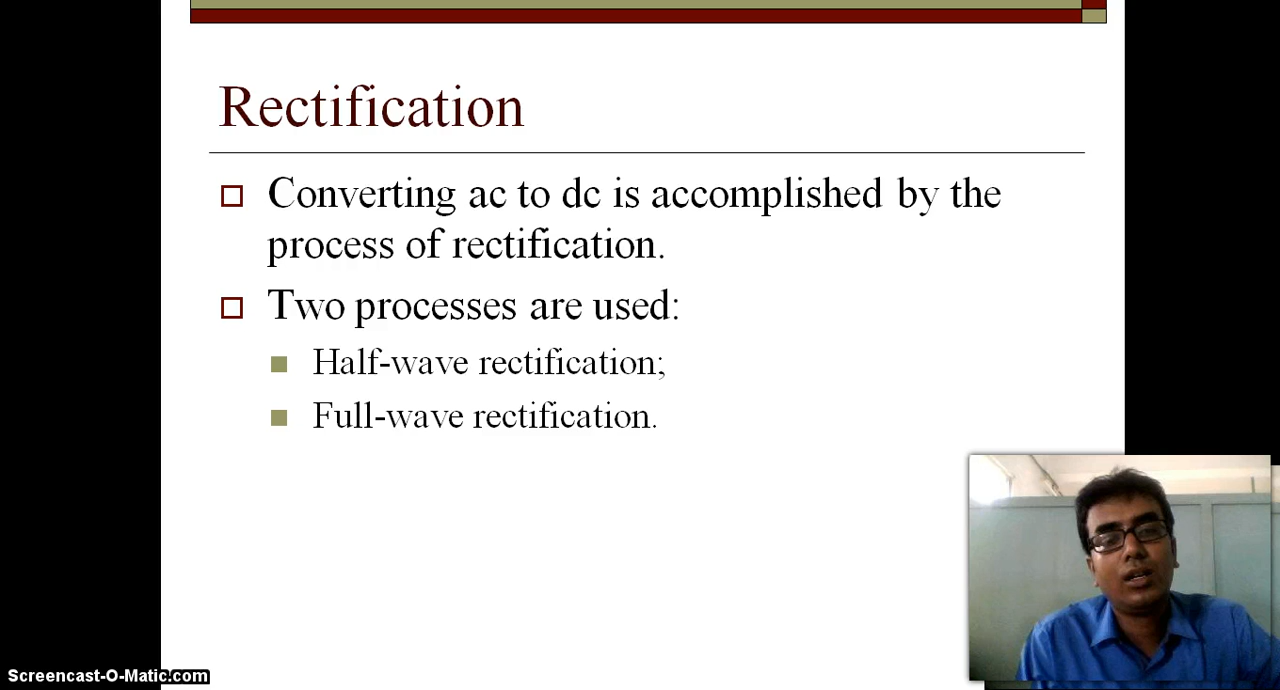 Rectification
Converting ac to dc is accomplished by the
process of rectification.
Two processes are used:
Half-wave rectification;
Full-wave rectification.
Screencast-O-Matic.com